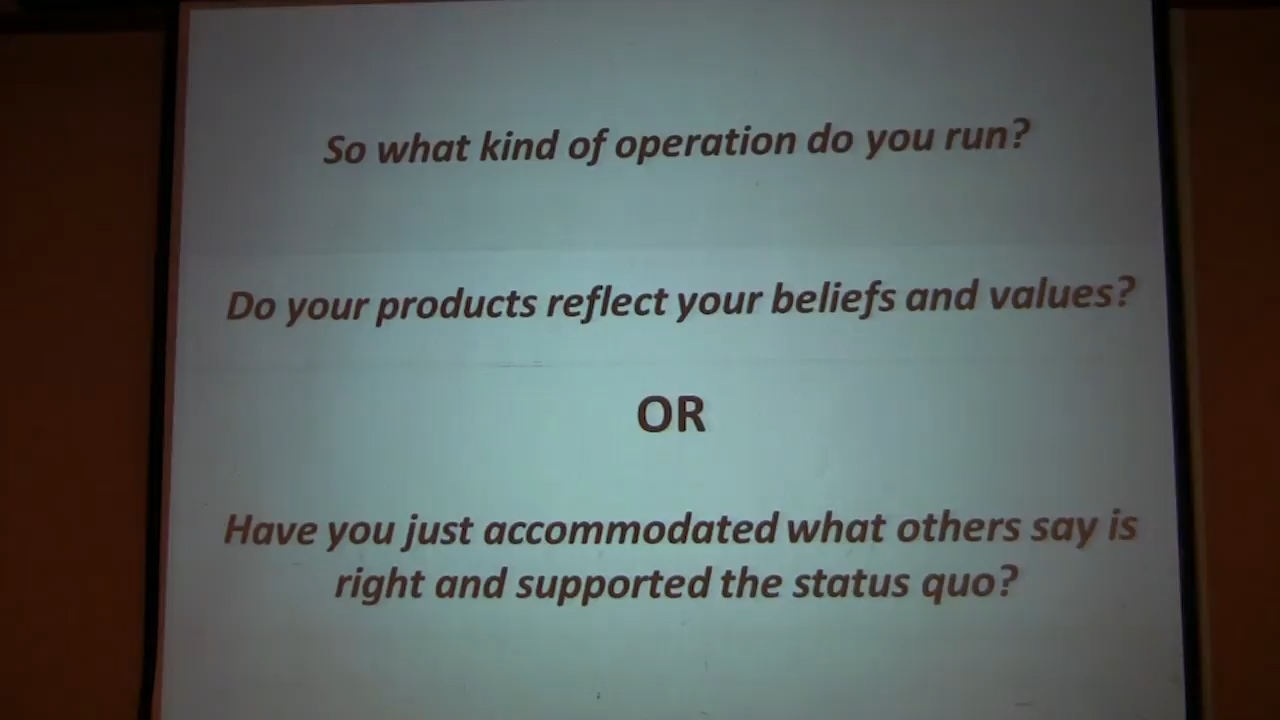 So what kind of operation do you run?
Do your products reflect your beliefs and values?
OR
Have you just accommodated what others say is
right and supported the status quo?